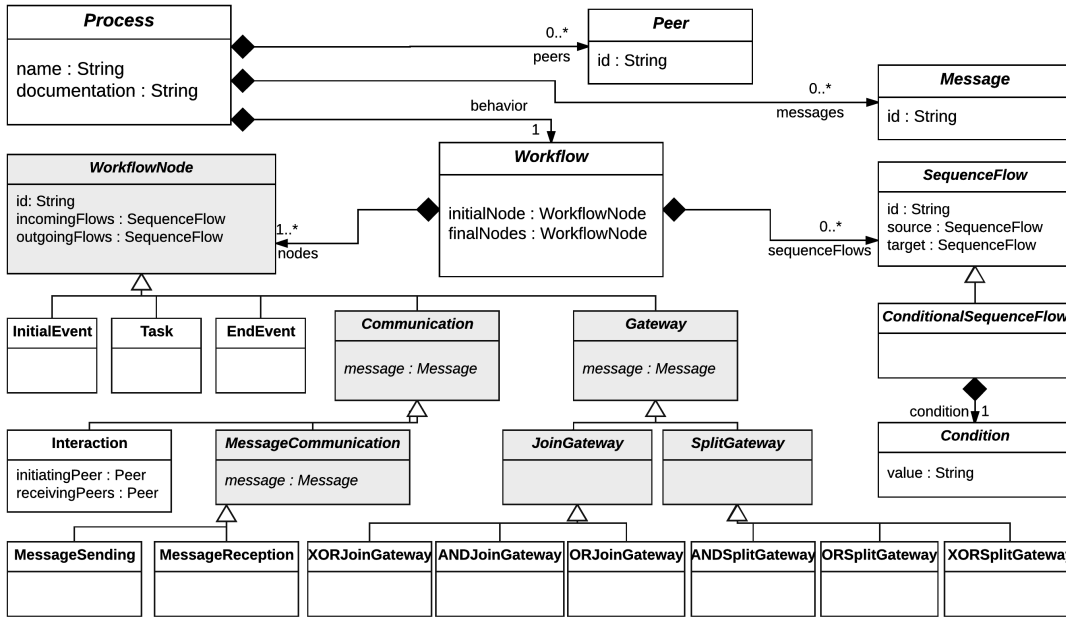 Process
name : String
documentation : String
Peer
id : String
0..*
peers
Message
id : String
0..*
messages
behavior
1
WorkflowNode
id: String
incomingFlows : SequenceFlow
outgoingFlows : SequenceFlow
Workflow
initialNode : WorkflowNode
finalNodes : WorkflowNode
SequenceFlow
id : String
source : SequenceFlow
target : SequenceFlow
1..*
nodes
0..*
sequenceFlows
InitialEvent
Task
EndEvent
Communication
message : Message
Gateway
message : Message
ConditionalSequenceFlow
condition
1
Interaction
initiatingPeer : Peer
receivingPeers : Peer
MessageCommunication
message : Message
JoinGateway
SplitGateway
Condition
value : String
MessageSending
MessageReception
XORJoinGateway
ANDJoinGateway
ORJoinGateway
ANDSplitGateway
ORSplitGateway
XORSplitGateway